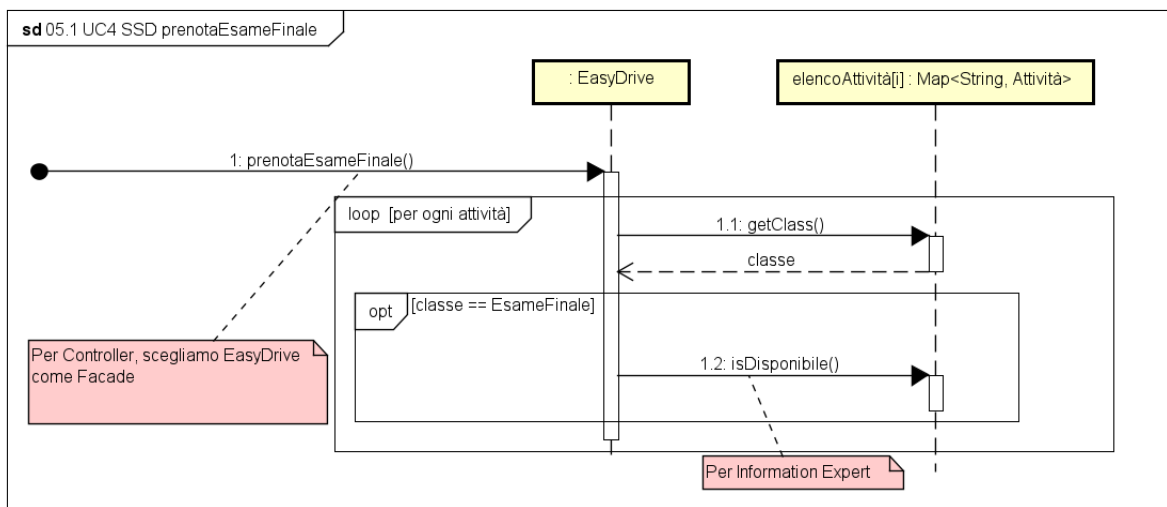 sd 05.1 UC4 SSD prenotaEsameFinale
: EasyDrive
elencoAttività[i] : Map<String, Attività>
1: prenotaEsameFinale()
loop [per ogni attività]
1.1: getClass()
classe
opt [classe == EsameFinale]
Per Controller, scegliamo EasyDrive
come Facade
1.2: isDisponibile()
Per Information Expert